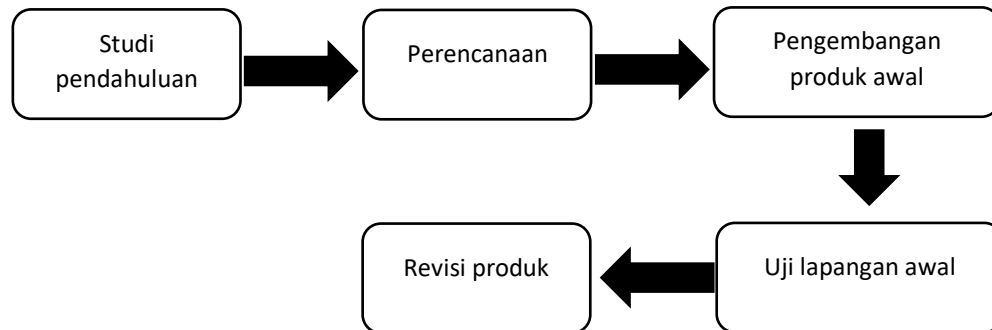 Studi
pendahuluan
Perencanaan
Pengembangan
produk awal
Uji lapangan awal
Revisi produk